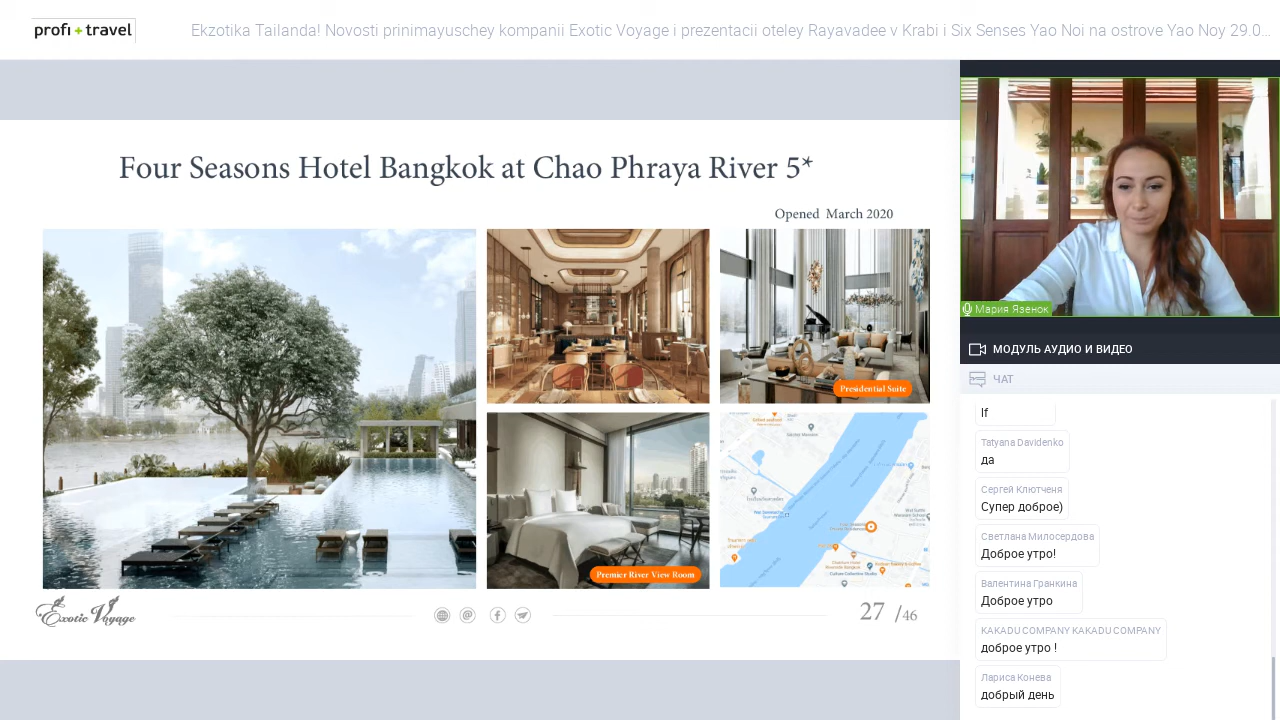 profi + travel
Ekzotika Tailanda! Novosti prinimayuschey kompanii Exotic Voyage i prezentacii oteley Rayavadee v Krabi i Six Senses Yao Noi na ostrove Yao Noy 29.0...
Four Seasons Hotel Bangkok at Chao Phraya River 5*
Opened March 2020
Presidential Suite
Premier River View Room
Exotic Voyage
27 /46
Мария Язенок
МОДУЛЬ АУДИО И ВИДЕО
ЧАТ
If
Tatyana Davidenko
да
Сергей Клютченя
Супер доброе)
Светлана Милосердова
Доброе утро!
Валентина Гранкина
Доброе утро
KAKADU COMPANY KAKADU COMPANY
доброе утро !
Лариса Конева
добрый день